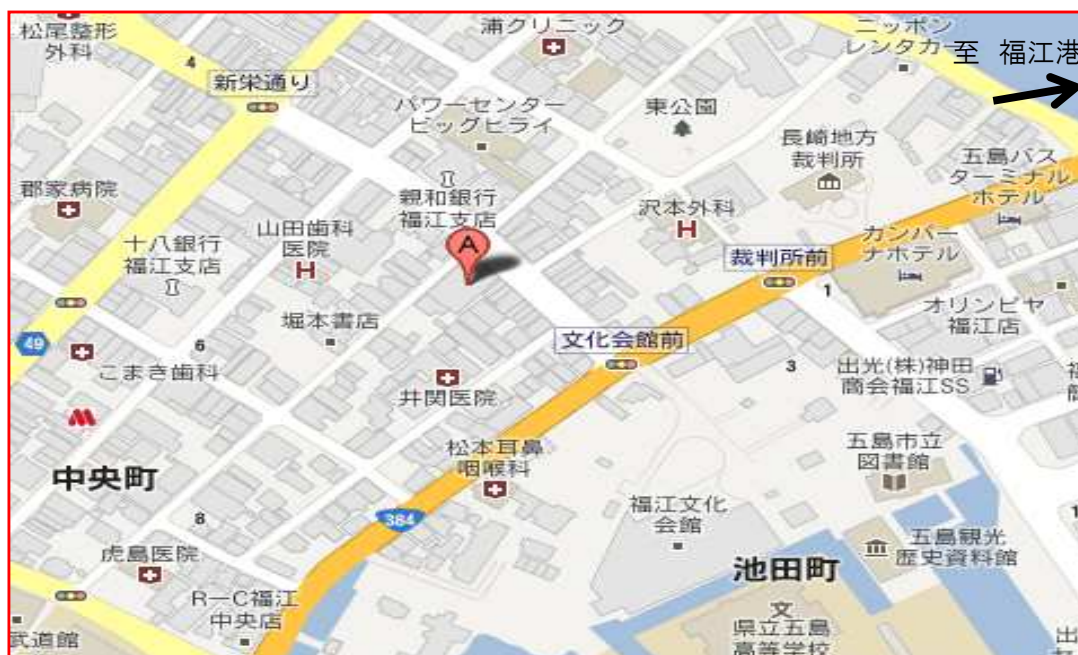 松尾整形
外科
浦クリニック
ニッポン
レンタカー
至 福江港
4
新栄通り
パワーセンター
ビッグヒライ
東公園
長崎地方
裁判所
五島バス
ターミナル
ホテル
郡家病院
親和銀行
福江支店
沢本外科
山田歯科
医院
十八銀行
福江支店
A
カンパー
ナホテル
裁判所前
1
オリンピヤ
福江店
堀本書店
文化会館前
49
6
こまき歯科
3
出光(株)神田
商会福江SS
井関医院
松本耳鼻
咽喉科
五島市立
図書館
中央町
384
8
福江文化
会館
五島観光
歴史資料館
虎島医院
池田町
R-C福江
中央店
武道館
文
県立五島
高等学校